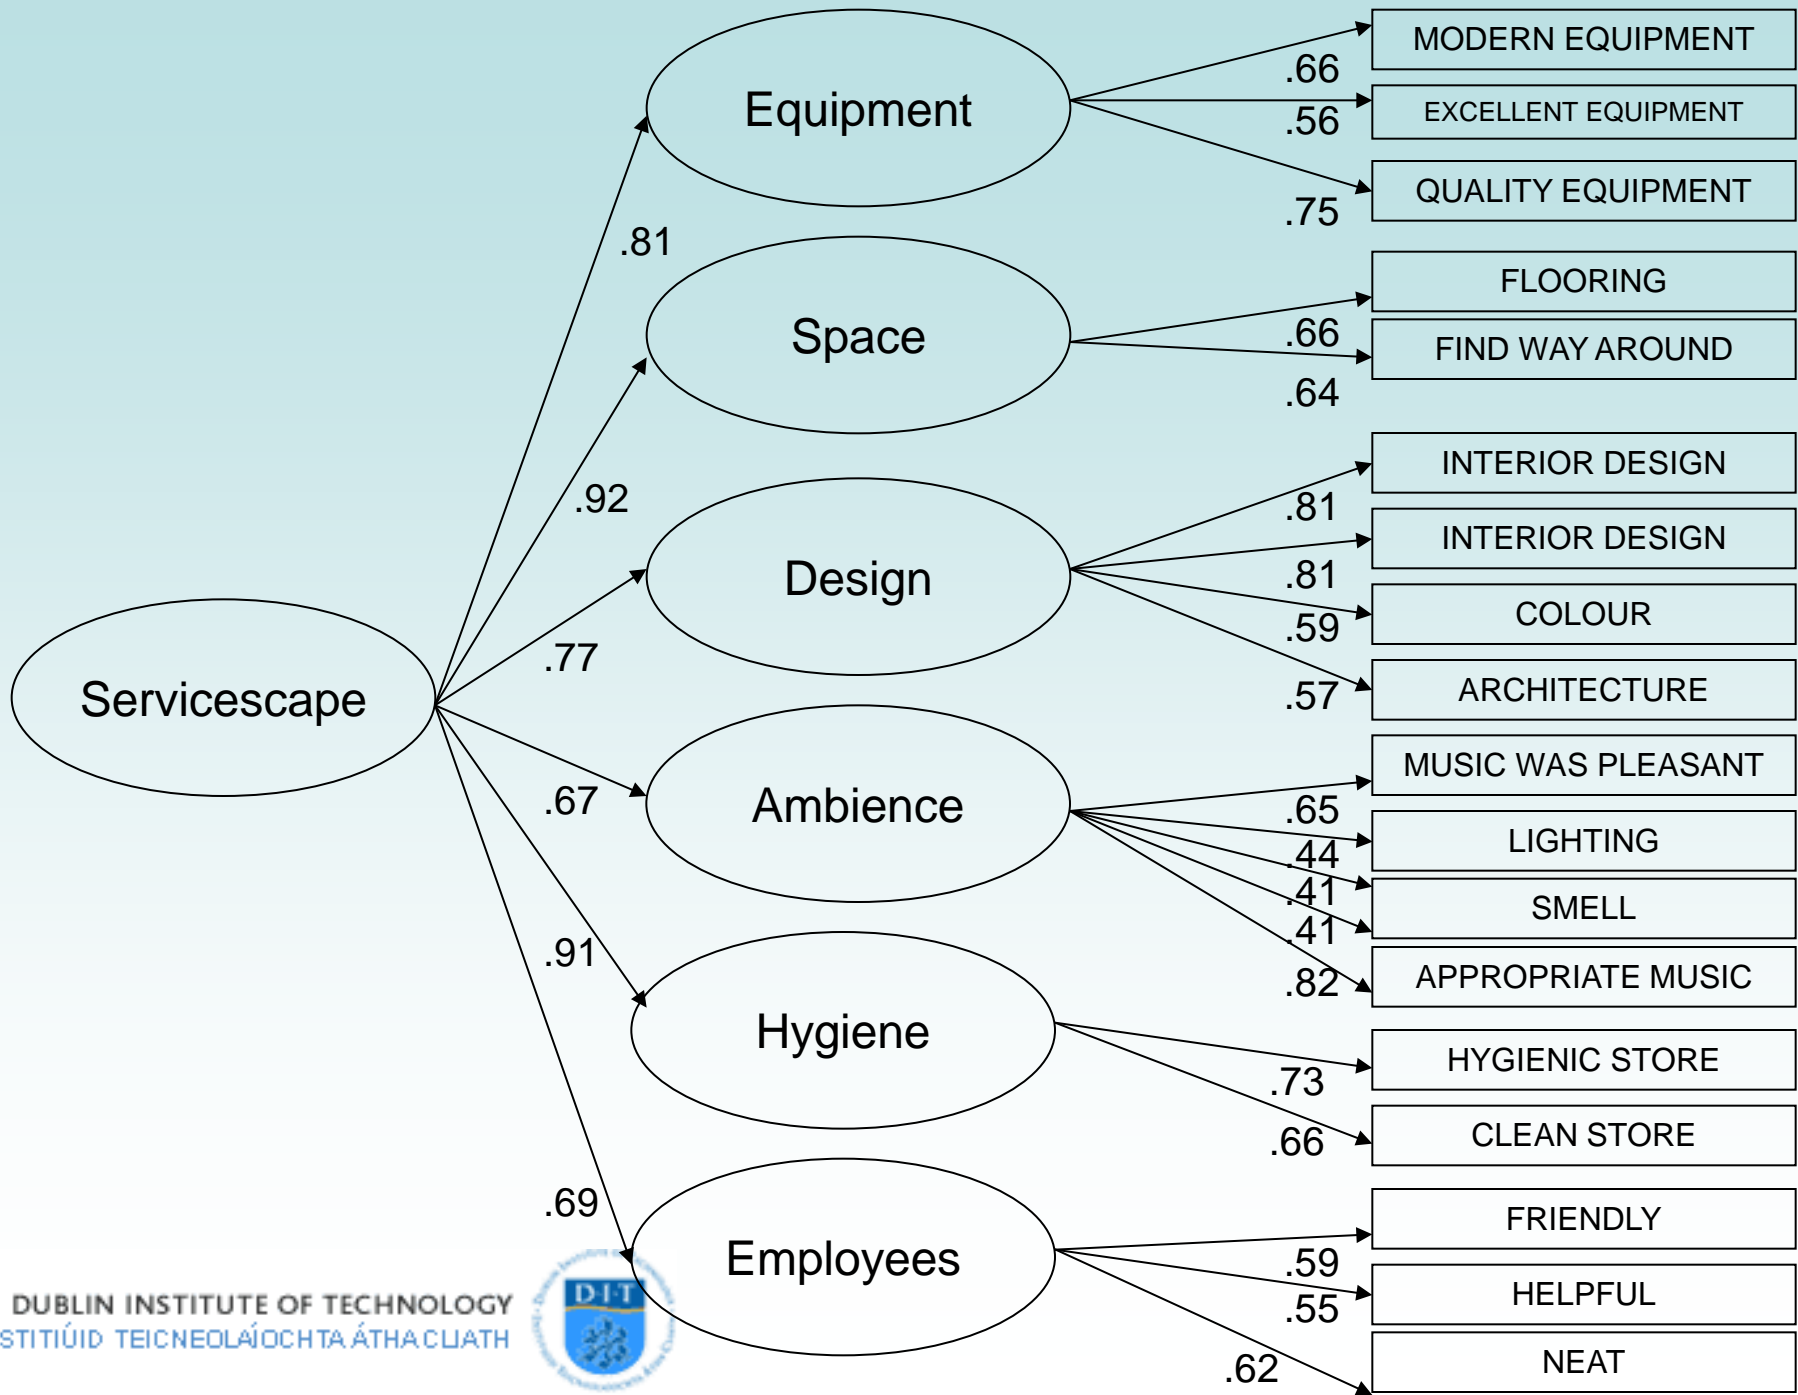 MODERN EQUIPMENT
.66
Equipment
EXCELLENT EQUIPMENT
.56
QUALITY EQUIPMENT
.75
.81
FLOORING
Space
.66
FIND WAY AROUND
.64
INTERIOR DESIGN
.92
.81
INTERIOR DESIGN
Design
.81
COLOUR
.59
.77
ARCHITECTURE
.57
Servicescape
MUSIC WAS PLEASANT
.67
Ambience
.65
LIGHTING
.44
.41
SMELL
.41
.91
APPROPRIATE MUSIC
.82
Hygiene
HYGIENIC STORE
.73
CLEAN STORE
.66
.69
FRIENDLY
Employees
.59
HELPFUL
.55
NEAT
.62
DUBLIN INSTITUTE OF TECHNOLOGY
STITIÚID TEICNEOLAÍOCHTA ÁTHA CLIATH
D·I·T